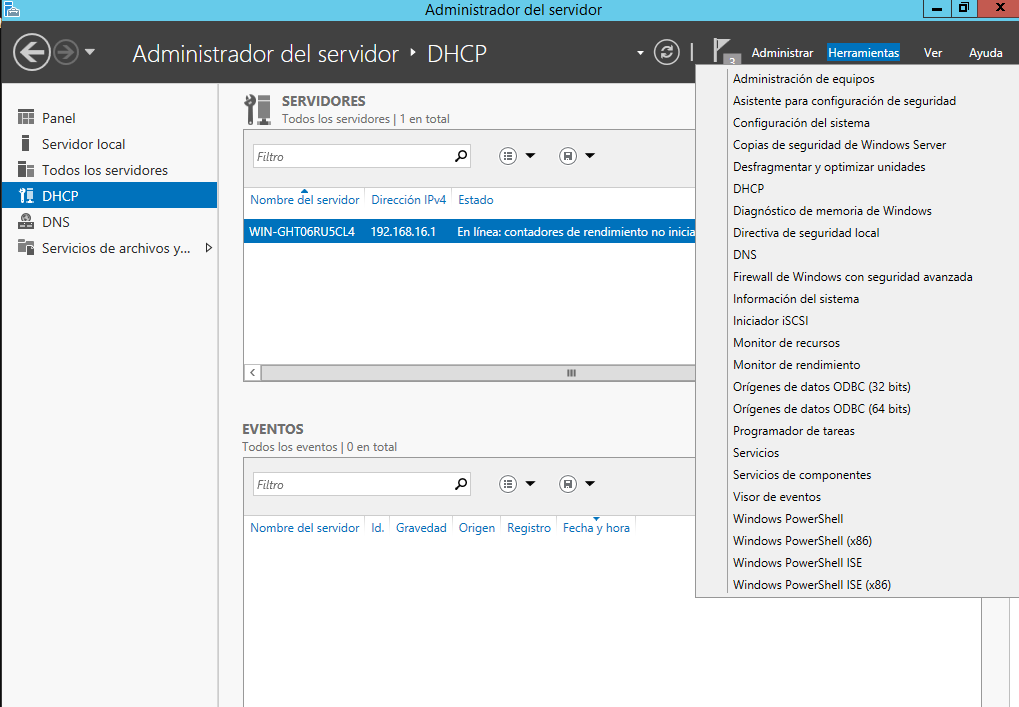 Administrador del servidor
Administrador del servidor DHCP
3
Administrar Herramientas Ver Ayuda
Panel
Servidor local
Todos los servidores
DHCP
DNS
Servicios de archivos y...
SERVIDORES
Todos los servidores | 1 en total
Filtro
Nombre del servidor Dirección IPv4 Estado
WIN-GHT06RU5CL4 192.168.16.1 En línea: contadores de rendimiento no inicia
EVENTOS
Todos los eventos | 0 en total
Filtro
Nombre del servidor Id. Gravedad Origen Registro Fecha y hora
Administración de equipos
Asistente para configuración de seguridad
Configuración del sistema
Copias de seguridad de Windows Server
Desfragmentar y optimizar unidades
DHCP
Diagnóstico de memoria de Windows
Directiva de seguridad local
DNS
Firewall de Windows con seguridad avanzada
Información del sistema
Iniciador iSCSI
Monitor de recursos
Monitor de rendimiento
Orígenes de datos ODBC (32 bits)
Orígenes de datos ODBC (64 bits)
Programador de tareas
Servicios
Servicios de componentes
Visor de eventos
Windows PowerShell
Windows PowerShell (x86)
Windows PowerShell ISE
Windows PowerShell ISE (x86)